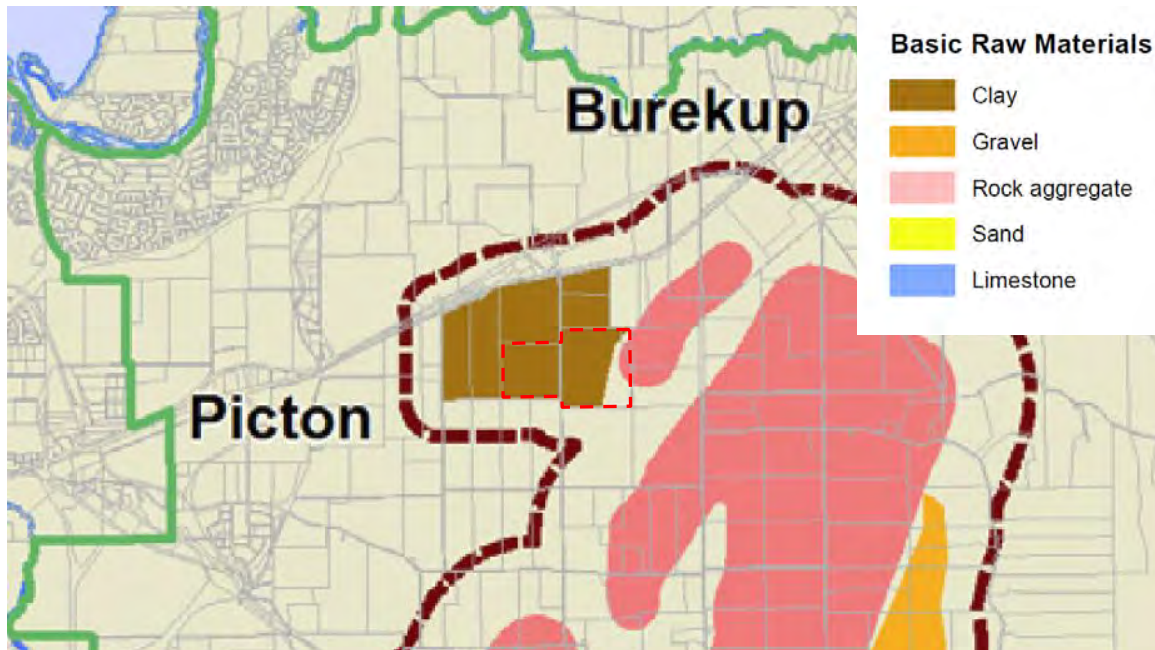 Burekup
Picton
Basic Raw Materials
Clay
Gravel
Rock aggregate
Sand
Limestone